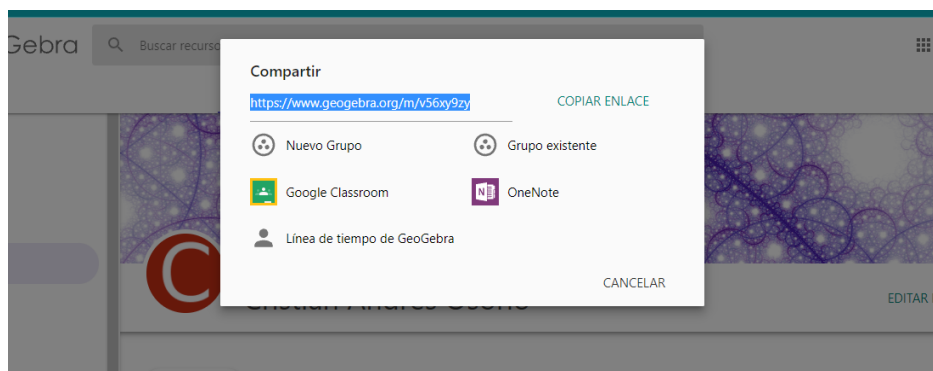 Gebra
Buscar recurso
Compartir
https://www.geogebra.org/m/v56xy9zy
COPIAR ENLACE
Nuevo Grupo
Grupo existente
Google Classroom
N
OneNote
Línea de tiempo de GeoGebra
CANCELAR
C
EDITAR